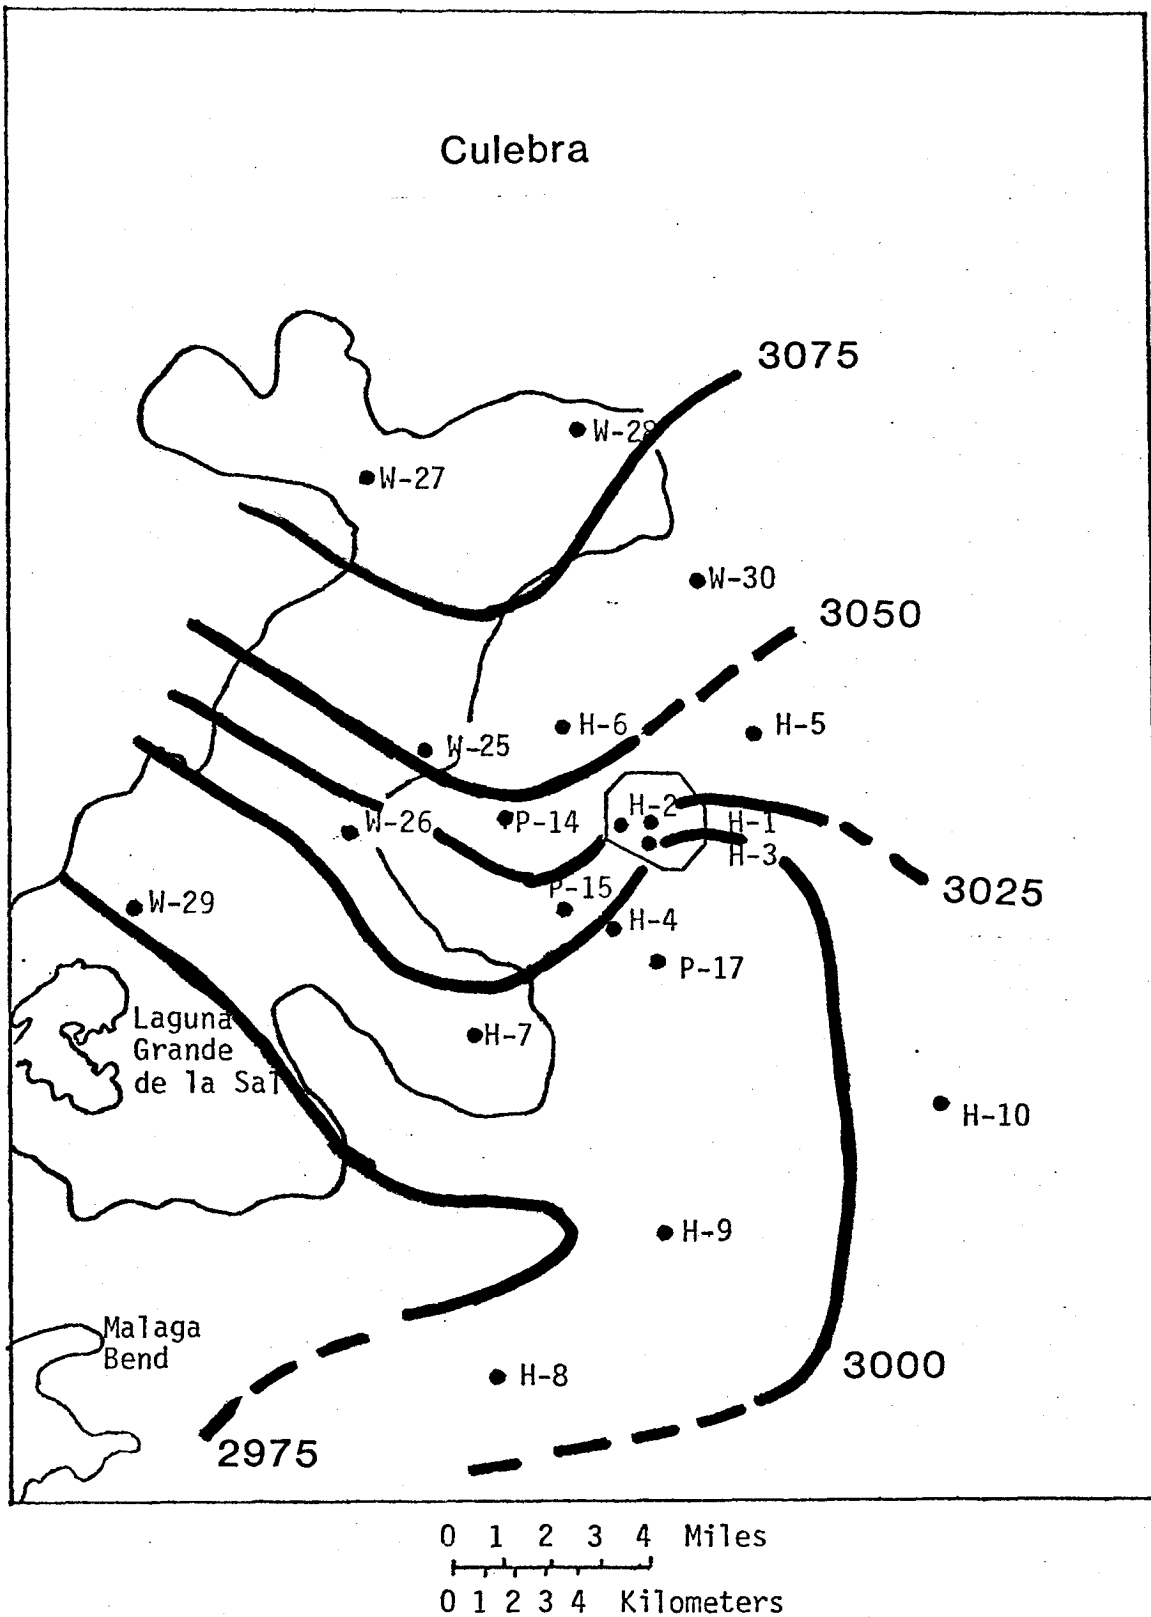 Culebra
3075
W-28
W-27
W-30
3050
H-6
H-5
W-25
H-2
W-26
P-14
H-1
H-3
3025
P-15
W-29
H-4
P-17
Laguna
Grande
de la Sal
H-7
H-10
H-9
Malaga
Bend
3000
H-8
2975
0 1 2 3 4 Miles
0 1 2 3 4 Kilometers